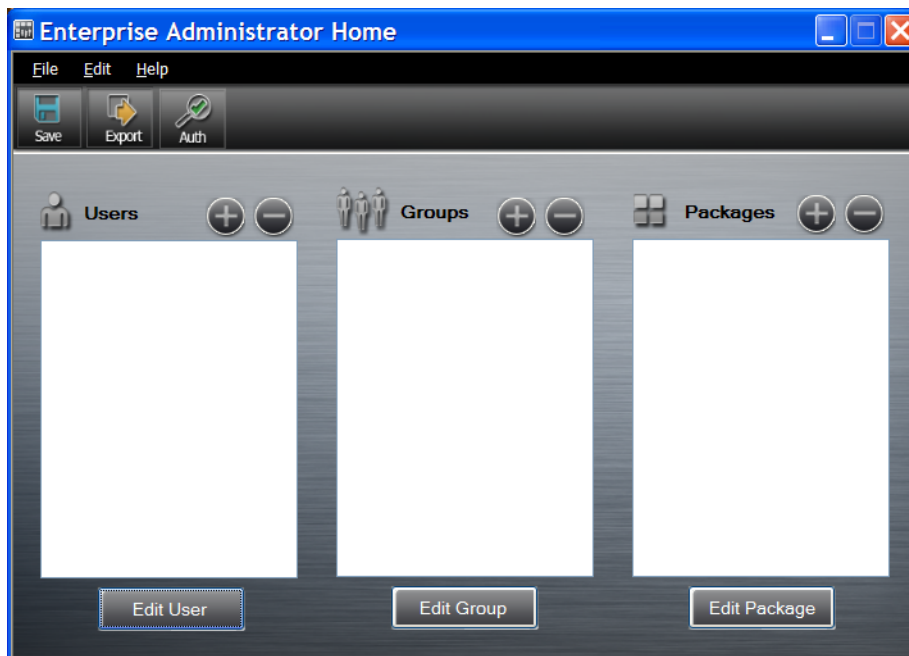 Enterprise Administrator Home
File Edit Help
Save Export Auth
Users Groups Packages
Edit User Edit Group Edit Package